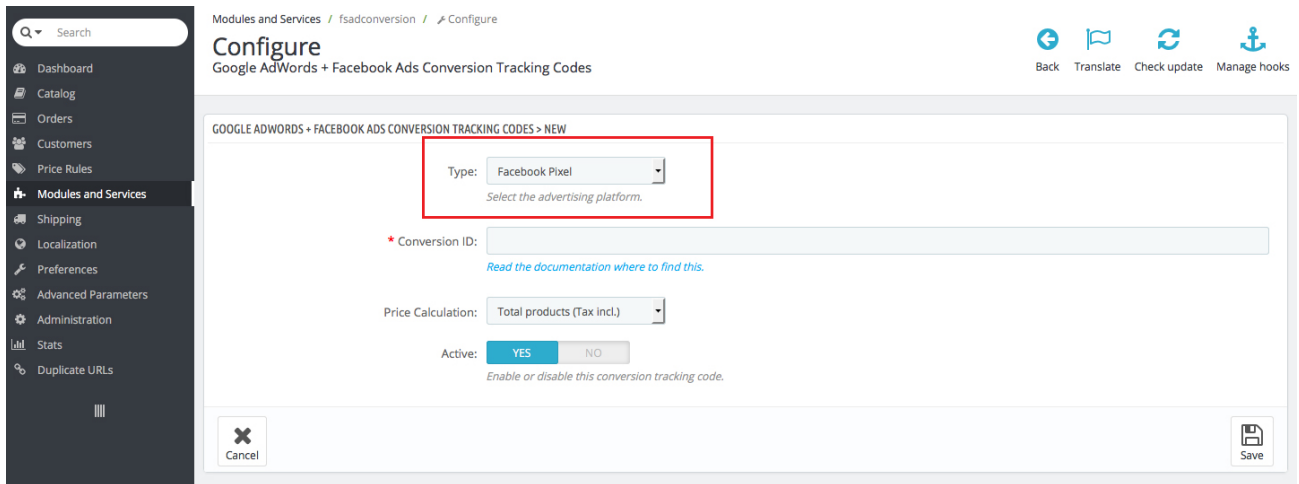 Search
Dashboard
Catalog
Orders
Customers
Price Rules
Modules and Services
Shipping
Localization
Preferences
Advanced Parameters
Administration
Stats
Duplicate URLs
Modules and Services / fsadconversion / Configure
Configure
Google AdWords + Facebook Ads Conversion Tracking Codes
Back Translate Check update Manage hooks
GOOGLE ADWORDS + FACEBOOK ADS CONVERSION TRACKING CODES > NEW
Type: Facebook Pixel
Select the advertising platform.
* Conversion ID:
Read the documentation where to find this.
Price Calculation: Total products (Tax incl.)
Active: YES NO
Enable or disable this conversion tracking code.
Cancel Save